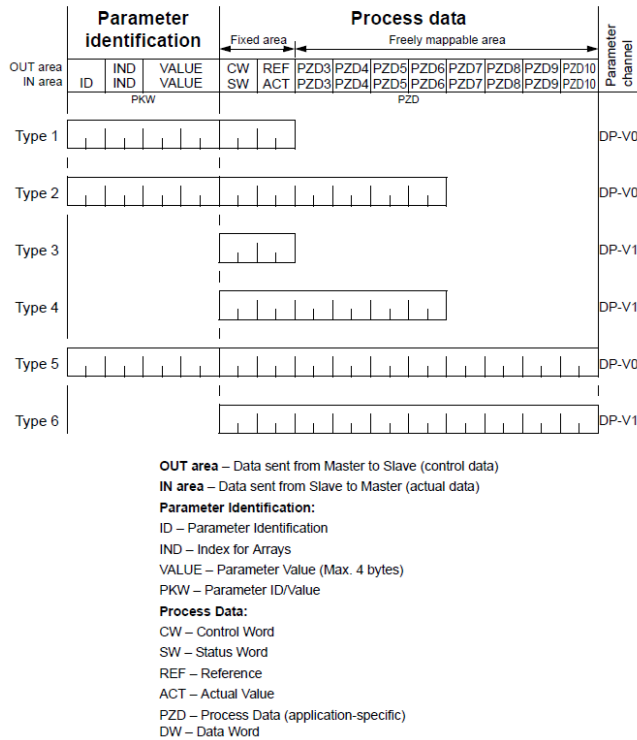 Parameter identification
Process data
Fixed area
Freely mappable area
Parameter channel
OUT area IND VALUE CW REF PZD3 PZD4 PZD5 PZD6 PZD7 PZD8 PZD9 PZD10
IN area ID IND VALUE SW ACT PZD3 PZD4 PZD5 PZD6 PZD7 PZD8 PZD9 PZD10
PKW PZD
Type 1 DP-V0
Type 2 DP-V0
Type 3 DP-V1
Type 4 DP-V1
Type 5 DP-V0
Type 6 DP-V1
OUT area – Data sent from Master to Slave (control data)
IN area – Data sent from Slave to Master (actual data)
Parameter Identification:
ID – Parameter Identification
IND – Index for Arrays
VALUE – Parameter Value (Max. 4 bytes)
PKW – Parameter ID/Value
Process Data:
CW – Control Word
SW – Status Word
REF – Reference
ACT – Actual Value
PZD – Process Data (application-specific)
DW – Data Word